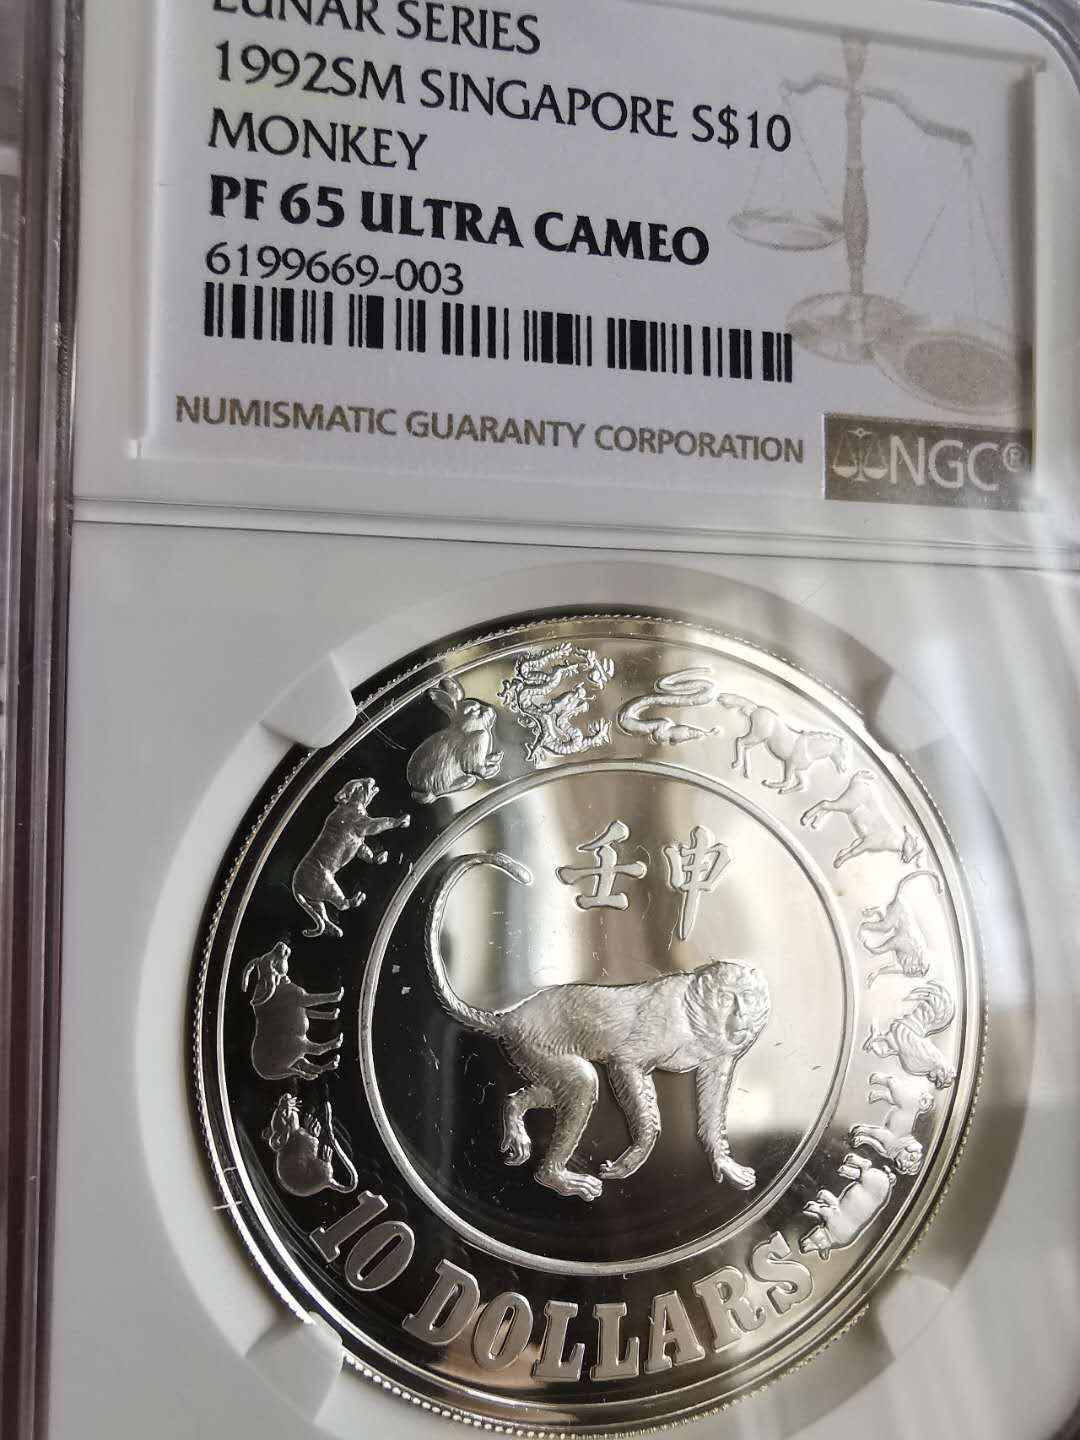 LUNAR SERIES
1992SM SINGAPORE S$10
MONKEY
PF 65 ULTRA CAMEO
6199669-003
NUMISMATIC GUARANTY CORPORATION
NGC®
壬申
10 DOLLARS